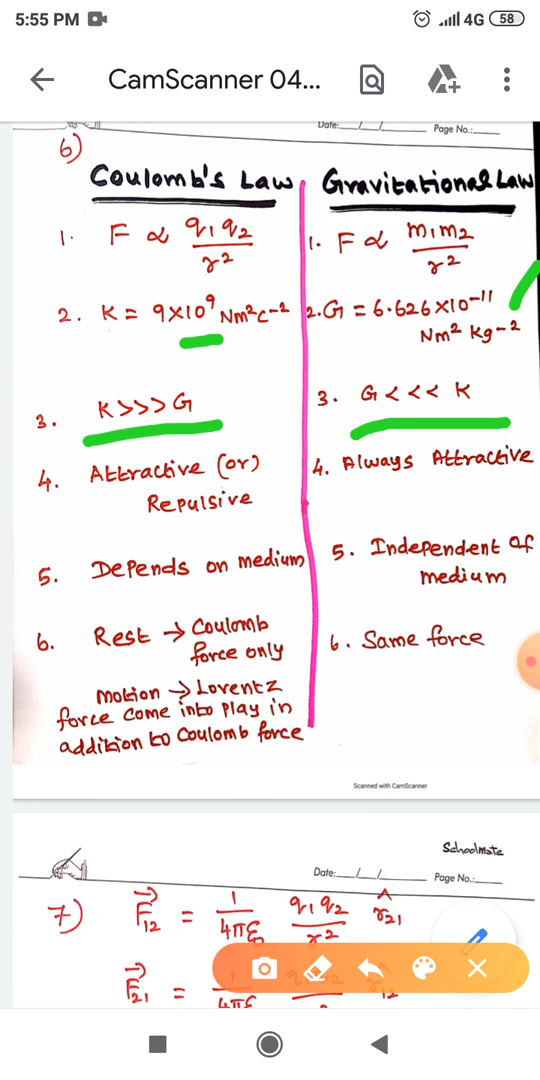 5:55 PM 4G 58
CamScanner 04...
Date: Page No.:
6)
Coulomb's Law
1. F ∝ q1q2/r²
2. K = 9×10⁹ Nm²C⁻²
3. K>>>G
4. Attractive (or)
Repulsive
5. Depends on medium
6. Rest → Coulomb
force only
Motion → Lorentz
force come into play in
addition to Coulomb force
Gravitational Law
1. F ∝ m1m2/r²
2. G = 6.626×10⁻¹¹
Nm² Kg⁻²
3. G<<<K
4. Always Attractive
5. Independent of
medium
6. Same force
Scanned with CamScanner
Schoolmate
Date: Page No.:
7) F⃗12 = 1/4πε₀ q1q2/r² r̂21
F⃗21 =